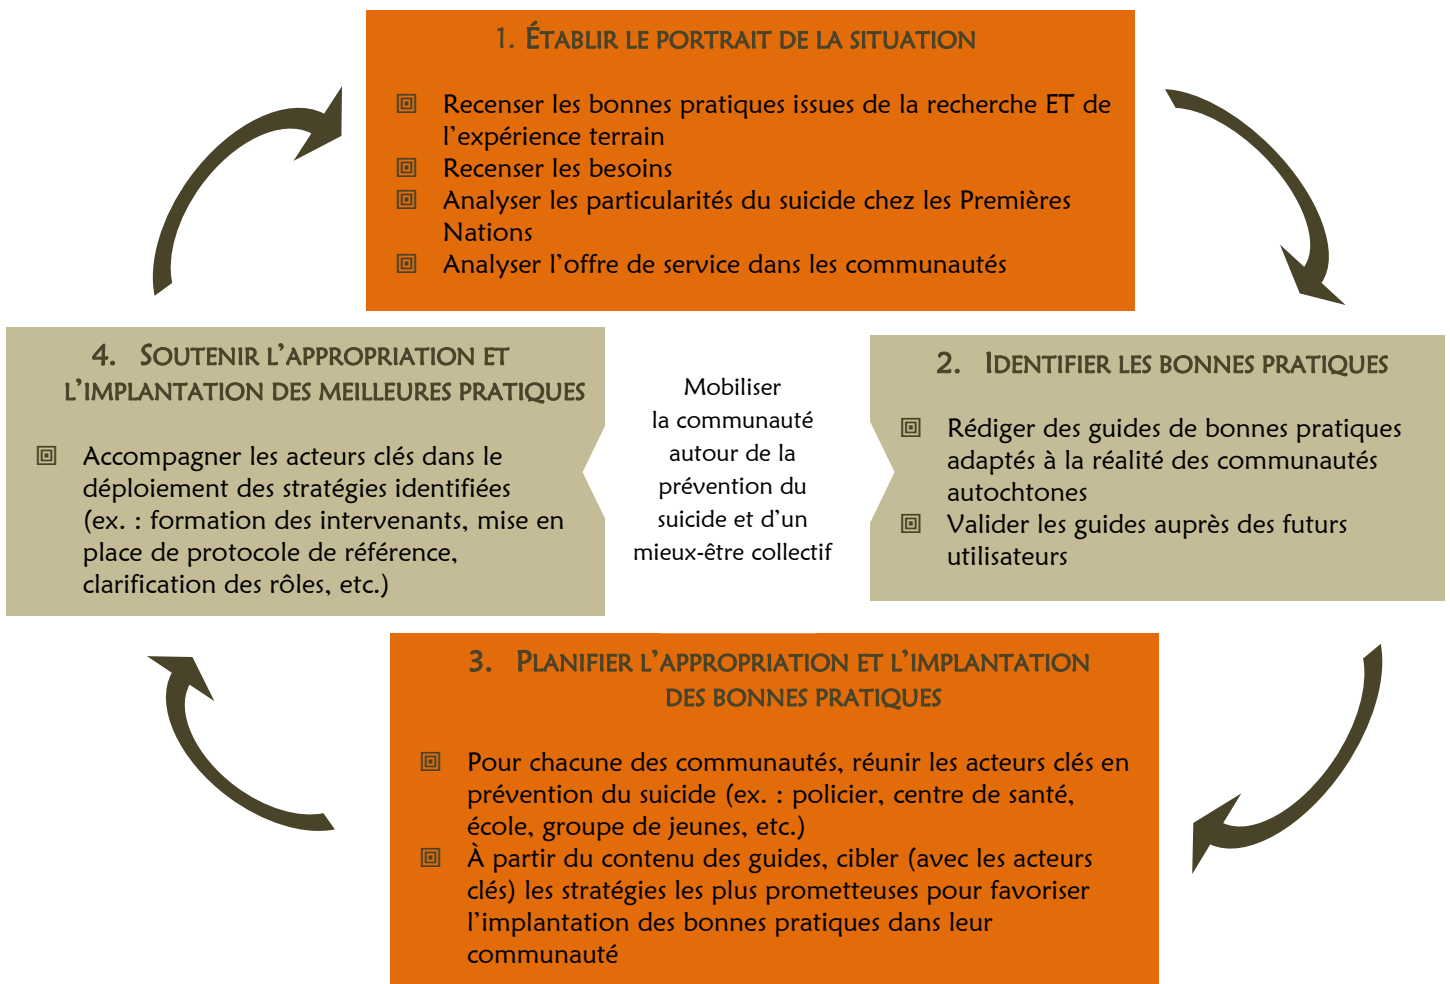 1. ÉTABLIR LE PORTRAIT DE LA SITUATION
Recenser les bonnes pratiques issues de la recherche ET de
l’expérience terrain
Recenser les besoins
Analyser les particularités du suicide chez les Premières
Nations
Analyser l’offre de service dans les communautés
4. SOUTENIR L’APPROPRIATION ET
L’IMPLANTATION DES MEILLEURES PRATIQUES
Accompagner les acteurs clés dans le
déploiement des stratégies identifiées
(ex. : formation des intervenants, mise en
place de protocole de référence,
clarification des rôles, etc.)
Mobiliser
la communauté
autour de la
prévention du
suicide et d’un
mieux-être collectif
2. IDENTIFIER LES BONNES PRATIQUES
Rédiger des guides de bonnes pratiques
adaptés à la réalité des communautés
autochtones
Valider les guides auprès des futurs
utilisateurs
3. PLANIFIER L’APPROPRIATION ET L’IMPLANTATION
DES BONNES PRATIQUES
Pour chacune des communautés, réunir les acteurs clés en
prévention du suicide (ex. : policier, centre de santé,
école, groupe de jeunes, etc.)
À partir du contenu des guides, cibler (avec les acteurs
clés) les stratégies les plus prometteuses pour favoriser
l’implantation des bonnes pratiques dans leur
communauté